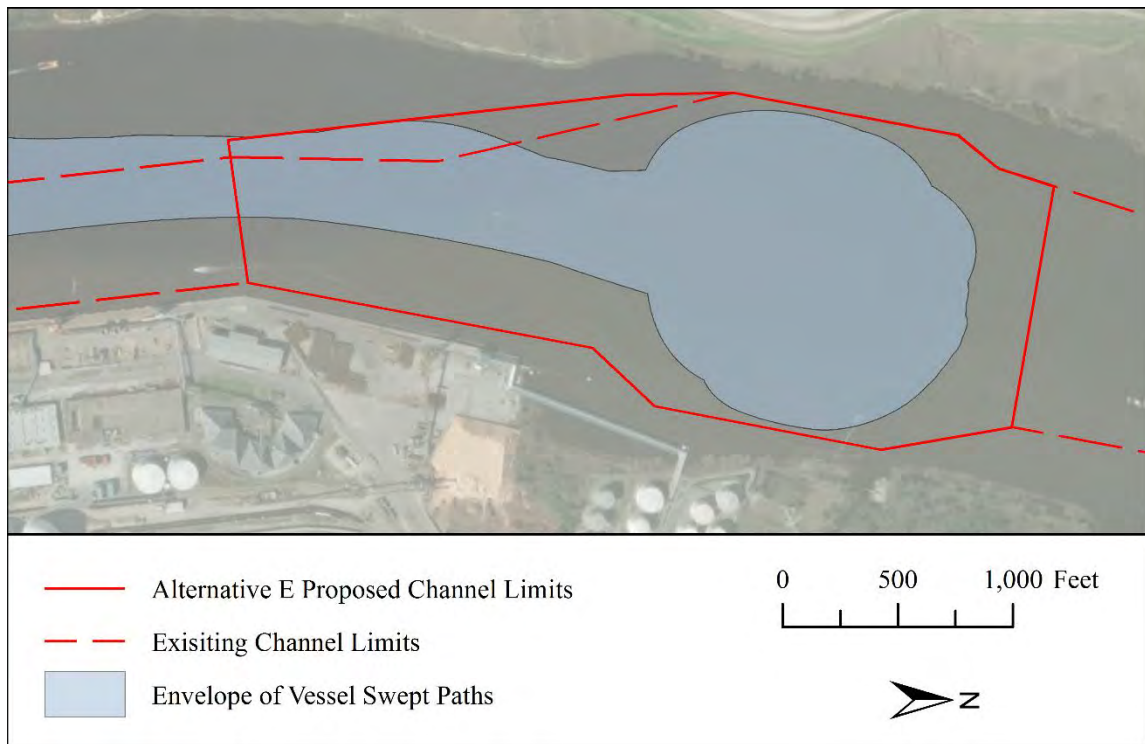 Alternative E Proposed Channel Limits
Exisiting Channel Limits
Envelope of Vessel Swept Paths
0 500 1,000 Feet
N